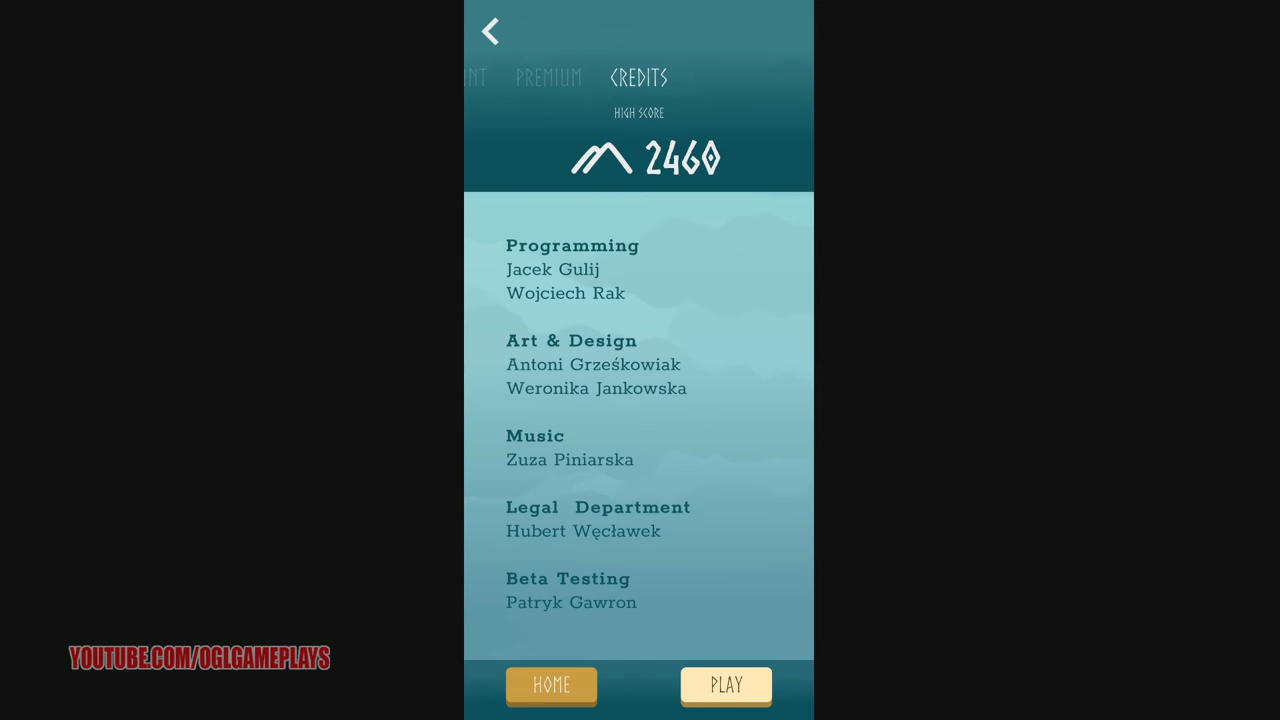 PREMIUM CREDITS
HIGH SCORE
2460
Programming
Jacek Gulij
Wojciech Rak
Art & Design
Antoni Grześkowiak
Weronika Jankowska
Music
Zuza Piniarska
Legal Department
Hubert Węcławek
Beta Testing
Patryk Gawron
YOUTUBE.COM/OGLGAMEPLAYS
HOME PLAY